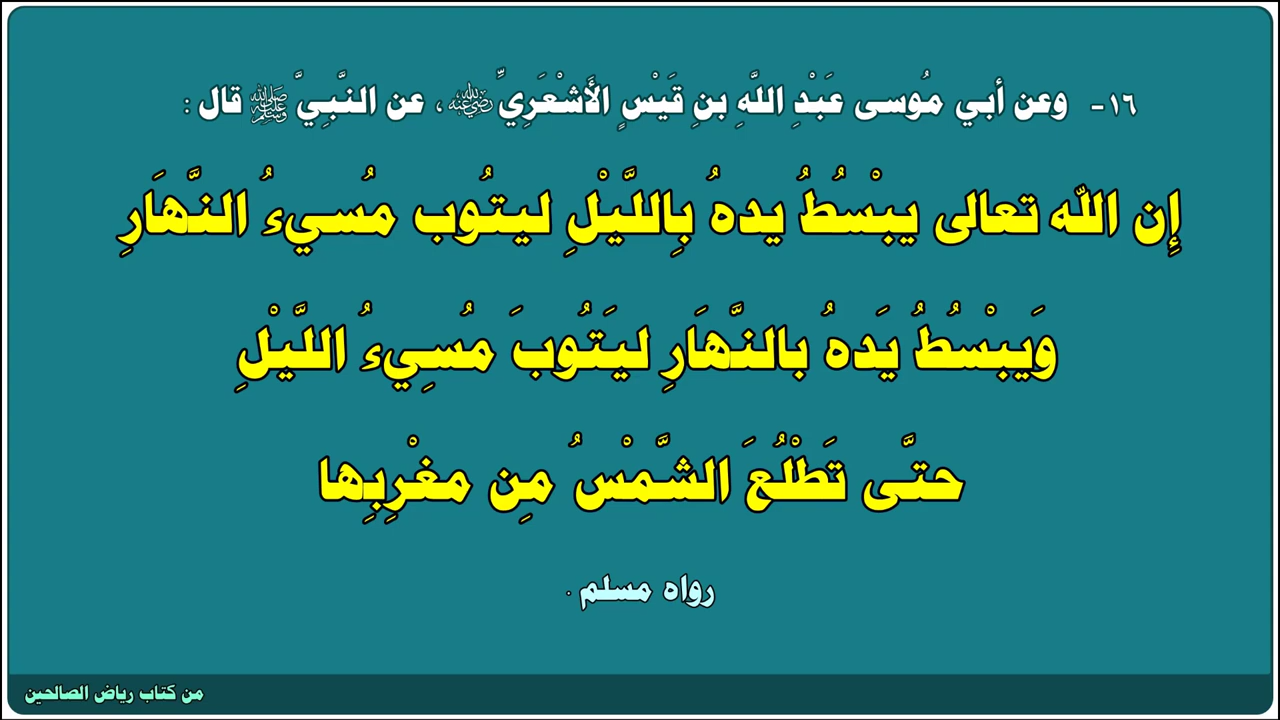 ١٦- وعن أبي مُوسى عَبْدِ اللَّهِ بنِ قَيْسٍ الأَشْعَرِيِّ رضي الله عنه ، عن النَّبِيَّ ﷺ قال :
إِن الله تعالى يبْسُطُ يدهُ بِاللَّيْلِ ليتُوب مُسيءُ النَّهَارِ
وَيبْسُطُ يَدهُ بالنَّهَارِ ليَتُوبَ مُسِيءُ اللَّيْلِ
حتَّى تَطْلُعَ الشَّمْسُ مِن مغْرِبِها
رواه مسلم .
من كتاب رياض الصالحين